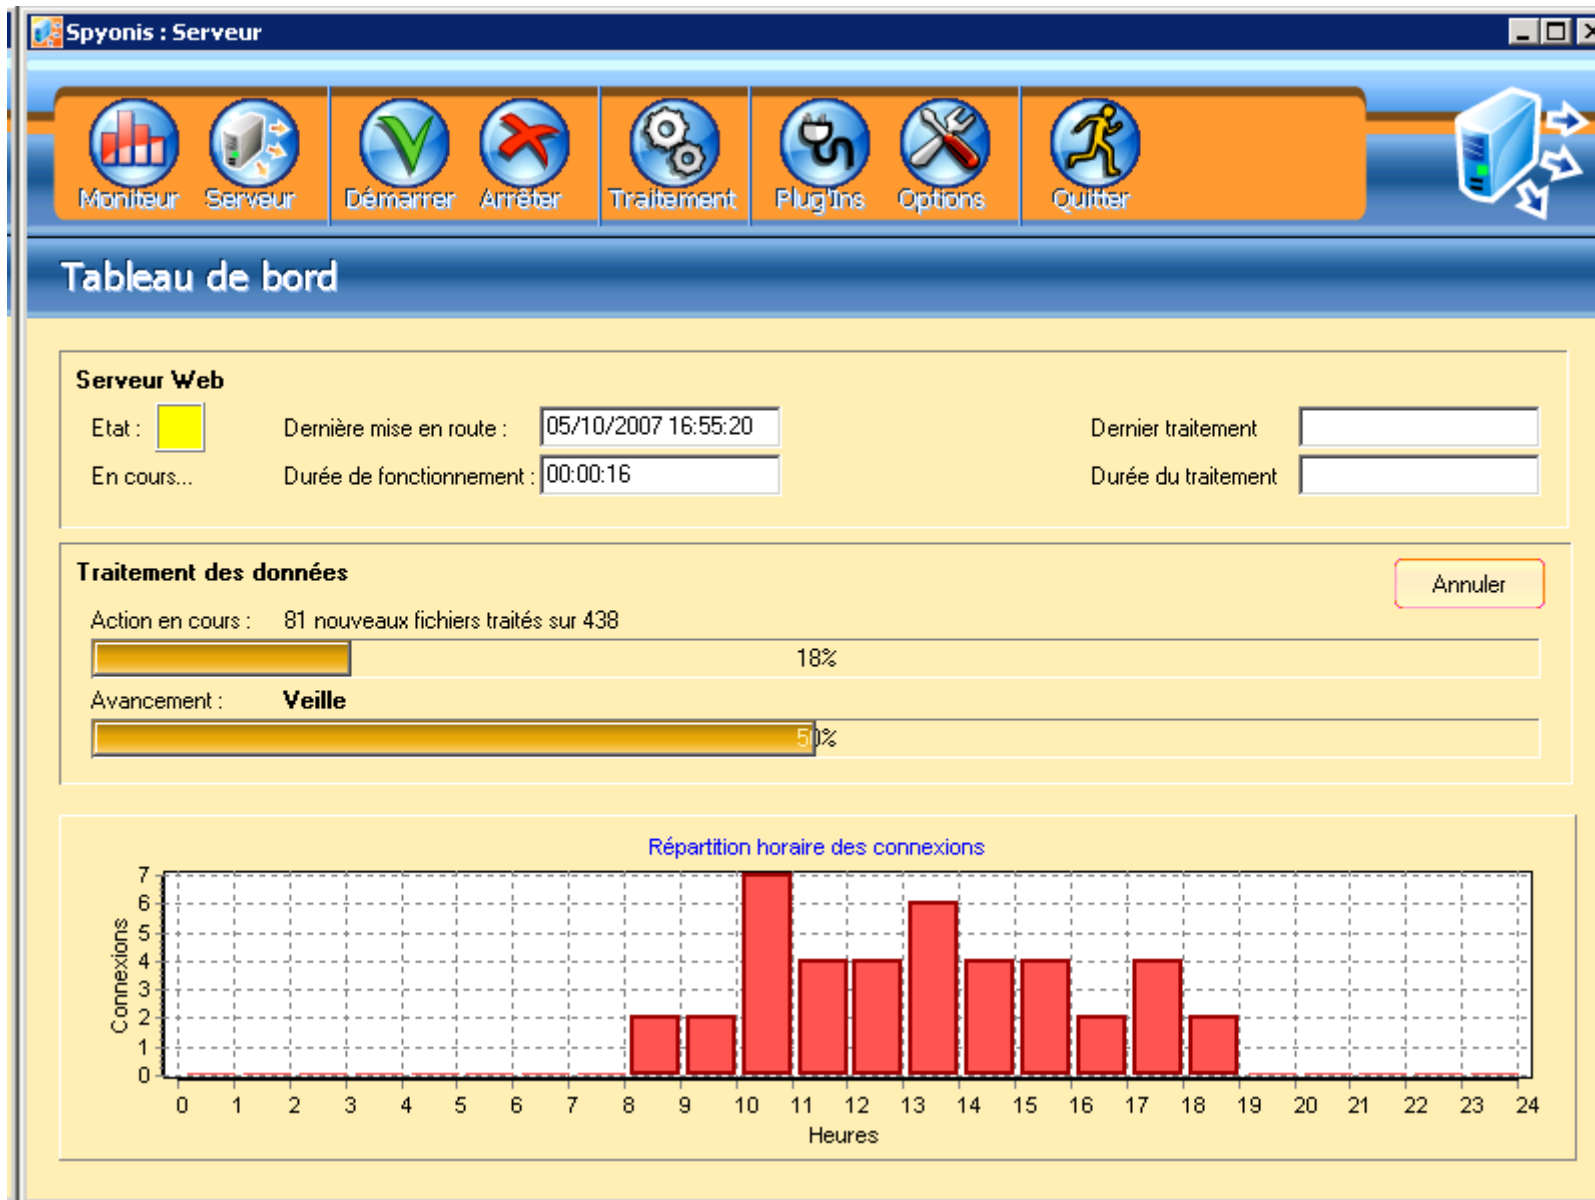 Spyonis : Serveur
Moniteur Serveur Démarrer Arrêter Traitement Plug'Ins Options Quitter
Tableau de bord
Serveur Web
Etat : Dernière mise en route : 05/10/2007 16:55:20 Dernier traitement
En cours... Durée de fonctionnement : 00:00:16 Durée du traitement
Traitement des données
Annuler
Action en cours : 81 nouveaux fichiers traités sur 438
18%
Avancement : Veille
50%
Répartition horaire des connexions
7
6
5
4
3
2
1
0
Connexions
0 1 2 3 4 5 6 7 8 9 10 11 12 13 14 15 16 17 18 19 20 21 22 23 24
Heures